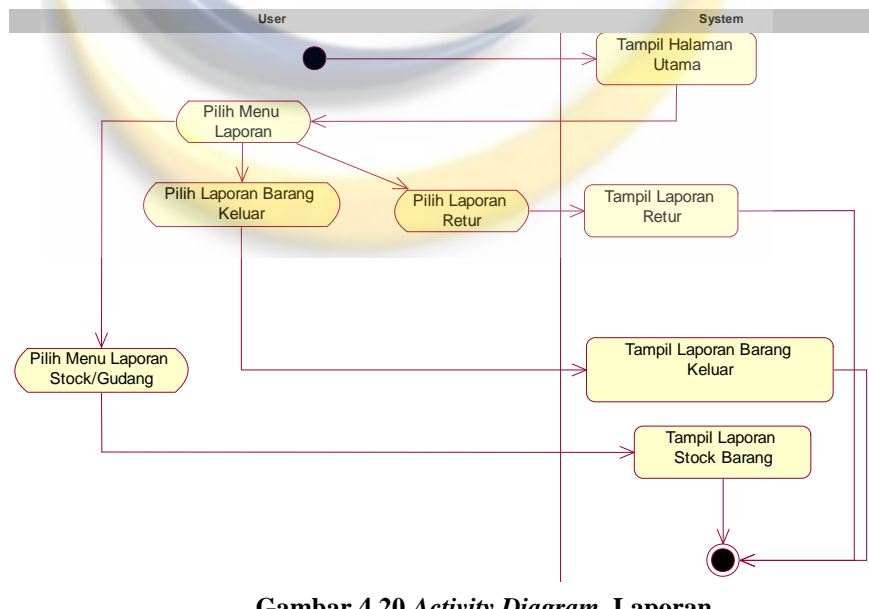 User
System
Tampil Halaman
Utama
Pilih Menu
Laporan
Pilih Laporan Barang
Keluar
Pilih Laporan
Retur
Tampil Laporan
Retur
Pilih Menu Laporan
Stock/Gudang
Tampil Laporan Barang
Keluar
Tampil Laporan
Stock Barang
Gambar 4.20 Activity Diagram Laporan